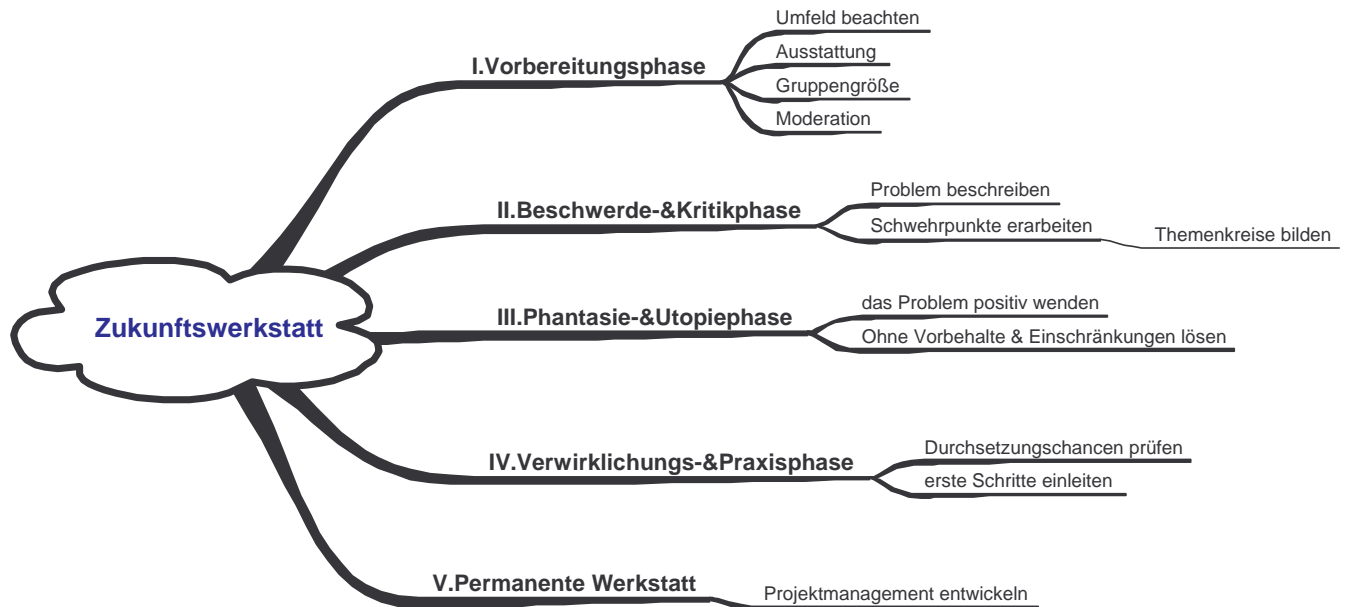 Zukunftswerkstatt
I.Vorbereitungsphase
Umfeld beachten
Ausstattung
Gruppengröße
Moderation
II.Beschwerde-&Kritikphase
Problem beschreiben
Schwehrpunkte erarbeiten
Themenkreise bilden
III.Phantasie-&Utopiephase
das Problem positiv wenden
Ohne Vorbehalte & Einschränkungen lösen
IV.Verwirklichungs-&Praxisphase
Durchsetzungschancen prüfen
erste Schritte einleiten
V.Permanente Werkstatt
Projektmanagement entwickeln